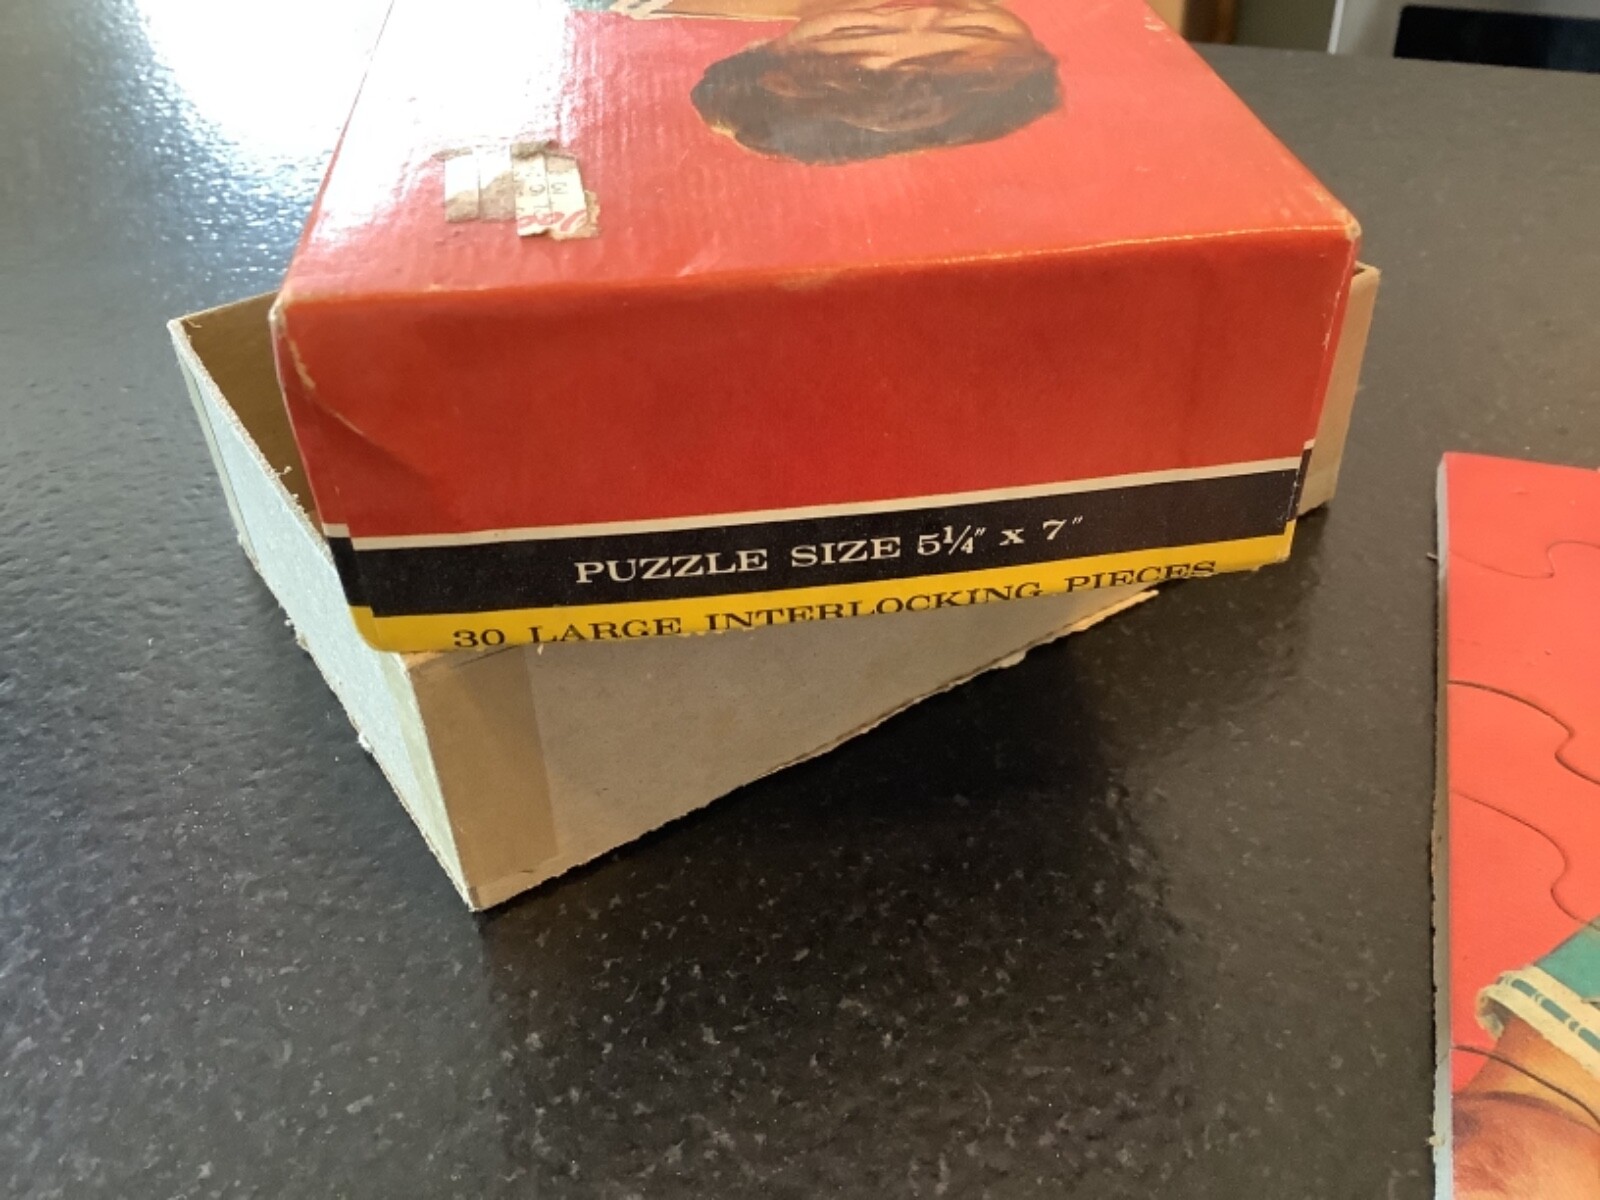 PUZZLE SIZE 5¼" x 7"
30 LARGE INTERLOCKING PIECES